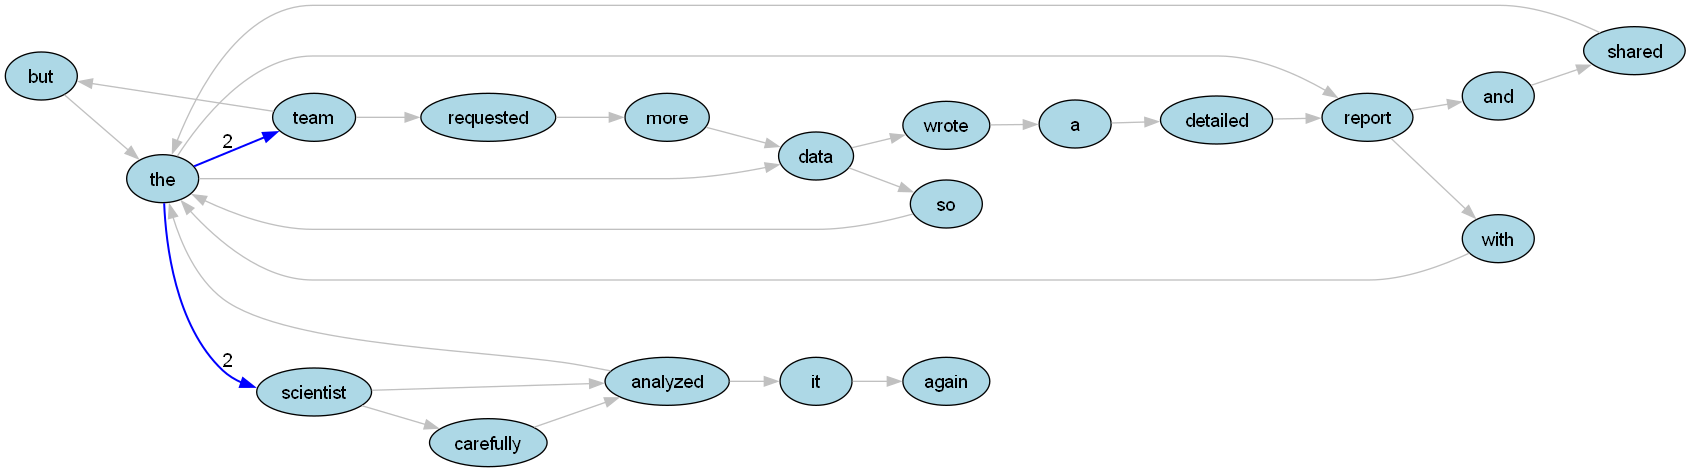 shared
but
and
team
requested
more
wrote
a
detailed
report
2
data
the
so
with
2
scientist
analyzed
it
again
carefully